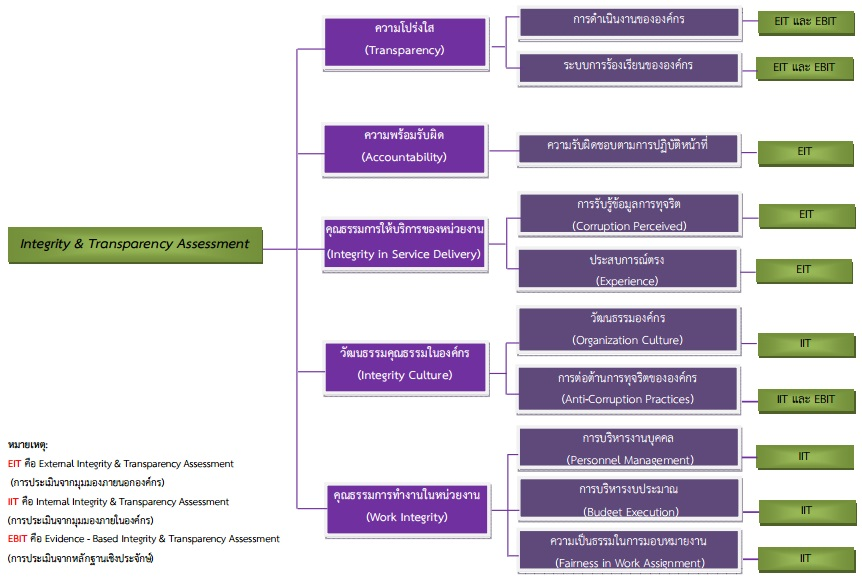 Integrity & Transparency Assessment
ความโปร่งใส
(Transparency)
การดำเนินงานขององค์กร
EIT และ EBIT
ระบบการร้องเรียนขององค์กร
EIT และ EBIT
ความพร้อมรับผิด
(Accountability)
ความรับผิดชอบตามการปฏิบัติหน้าที่
EIT
คุณธรรมการให้บริการของหน่วยงาน
(Integrity in Service Delivery)
การรับรู้ข้อมูลการทุจริต
(Corruption Perceived)
EIT
ประสบการณ์ตรง
(Experience)
EIT
วัฒนธรรมคุณธรรมในองค์กร
(Integrity Culture)
วัฒนธรรมองค์กร
(Organization Culture)
IIT
การต่อต้านการทุจริตขององค์กร
(Anti-Corruption Practices)
IIT และ EBIT
คุณธรรมการทำงานในหน่วยงาน
(Work Integrity)
การบริหารงานบุคคล
(Personnel Management)
IIT
การบริหารงบประมาณ
(Budget Execution)
IIT
ความเป็นธรรมในการมอบหมายงาน
(Fairness in Work Assignment)
IIT
หมายเหตุ:
EIT คือ External Integrity & Transparency Assessment
(การประเมินจากมุมมองภายนอกองค์กร)
IIT คือ Internal Integrity & Transparency Assessment
(การประเมินจากมุมมองภายในองค์กร)
EBIT คือ Evidence - Based Integrity & Transparency Assessment
(การประเมินจากหลักฐานเชิงประจักษ์)